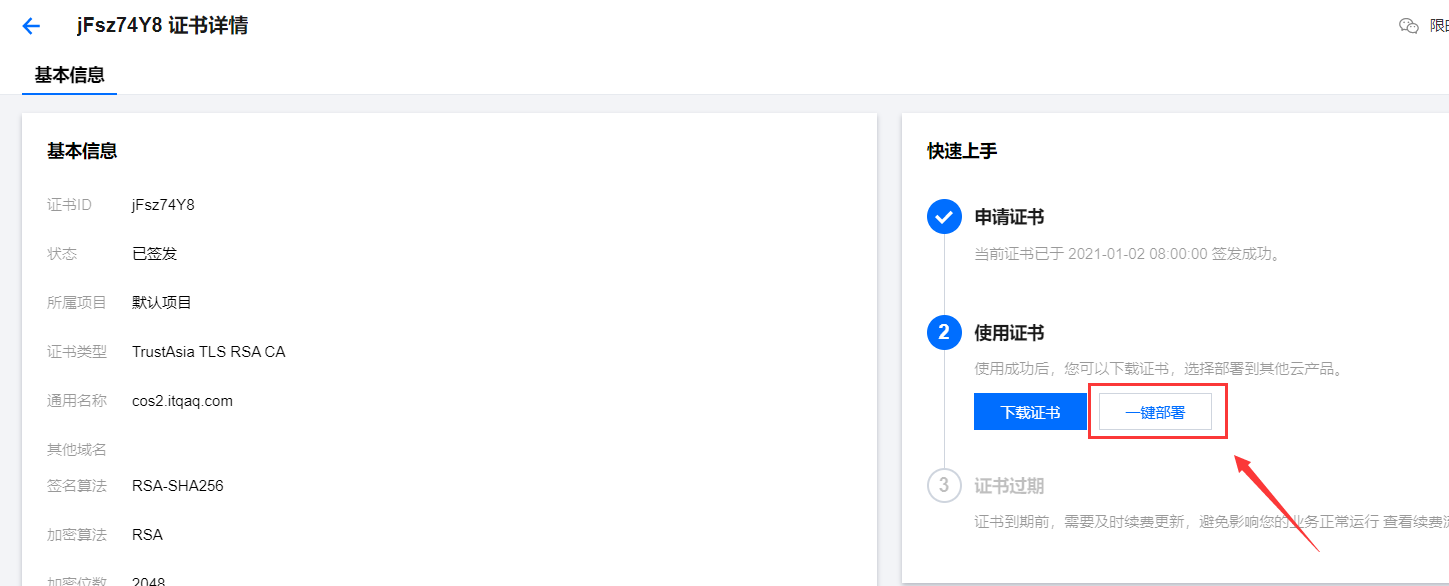 jFsz74Y8 证书详情
基本信息
基本信息
证书ID jFsz74Y8
状态 已签发
所属项目 默认项目
证书类型 TrustAsia TLS RSA CA
通用名称 cos2.itqaq.com
其他域名
签名算法 RSA-SHA256
加密算法 RSA
加密位数 2048
限时
快速上手
申请证书
当前证书已于 2021-01-02 08:00:00 签发成功。
2 使用证书
使用成功后，您可以下载证书，选择部署到其他云产品。
下载证书 一键部署
3 证书过期
证书到期前，需要及时续费更新，避免影响您的业务正常运行 查看续费